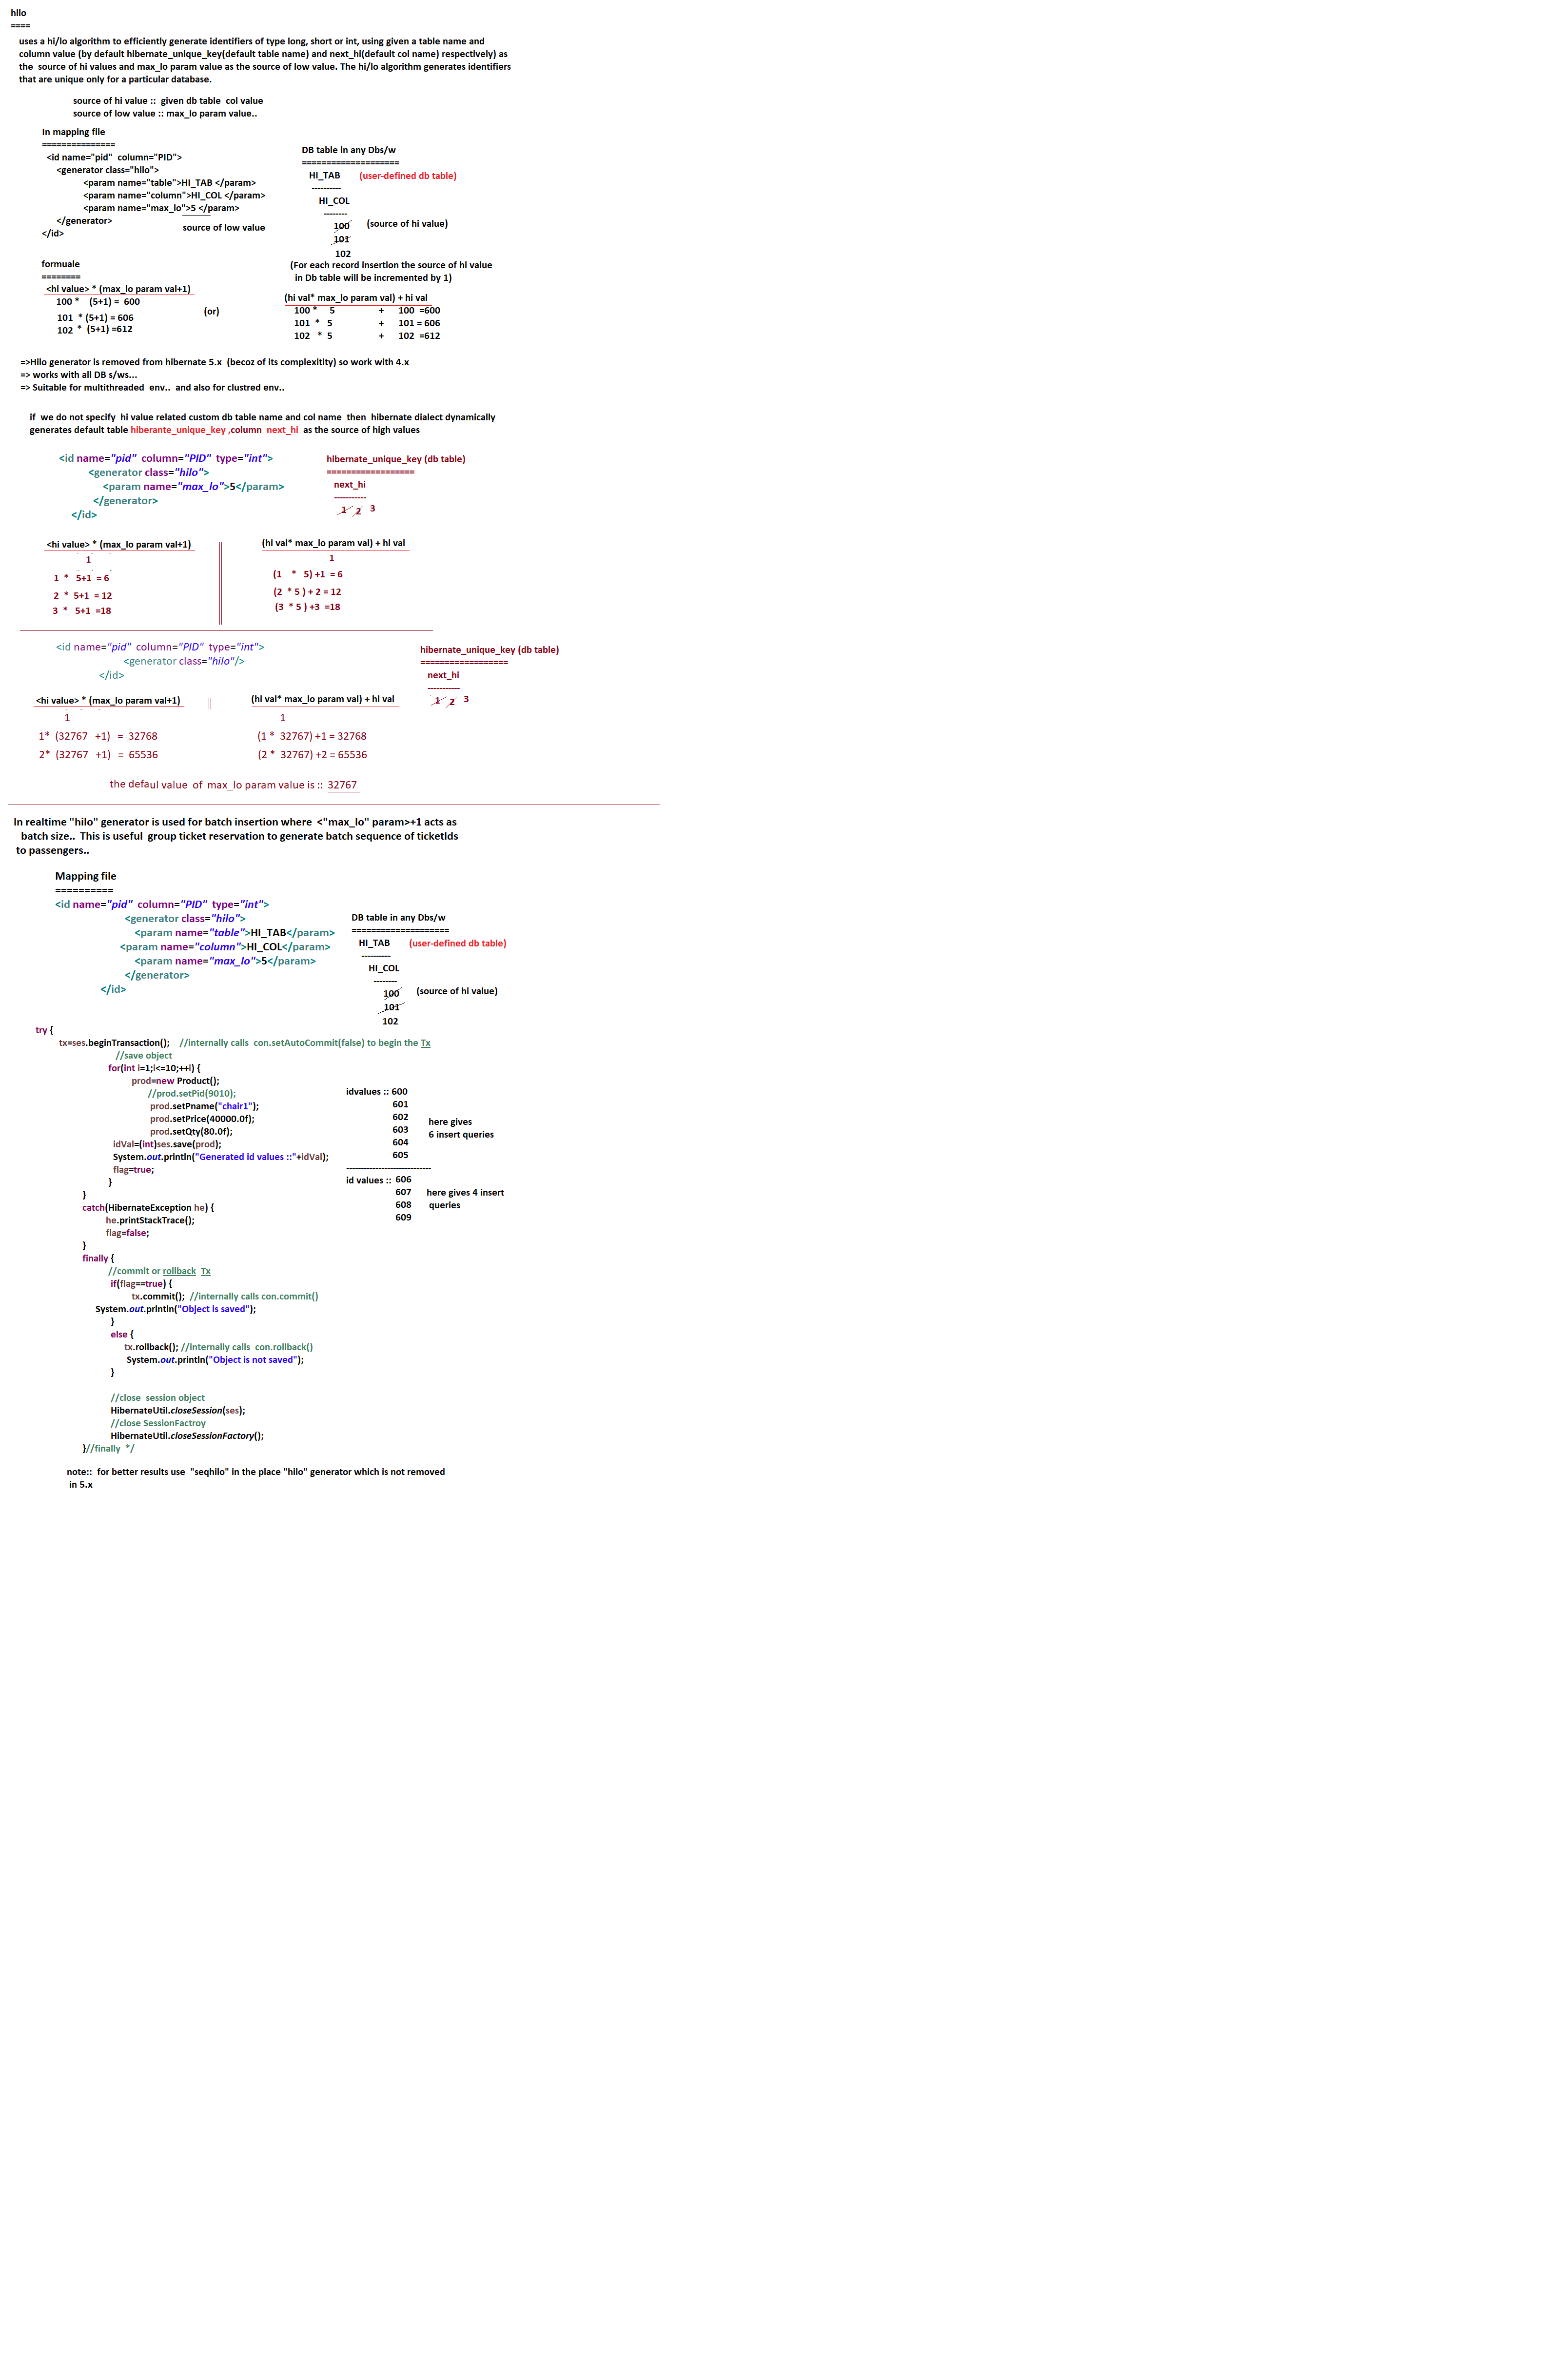 hilo
====
uses a hi/lo algorithm to efficiently generate identifiers of type long, short or int, using given a table name and
column value (by default hibernate_unique_key(default table name) and next_hi(default col name) respectively) as
the source of hi values and max_lo param value as the source of low value. The hi/lo algorithm generates identifiers
that are unique only for a particular database.
source of hi value :: given db table col value
source of low value :: max_lo param value..
In mapping file
===============
<id name="pid" column="PID">
<generator class="hilo">
<param name="table">HI_TAB </param>
<param name="column">HI_COL </param>
<param name="max_lo">5 </param>
</generator>
source of low value
</id>
DB table in any Dbs/w
====================
HI_TAB (user-defined db table)
----------
HI_COL
--------
100 (source of hi value)
101
102
(For each record insertion the source of hi value
in Db table will be incremented by 1)
formuale
========
<hi value> * (max_lo param val+1)
100 * (5+1) = 600
101 * (5+1) = 606
102 * (5+1) =612
(or)
(hi val* max_lo param val) + hi val
100 * 5 + 100 =600
101 * 5 + 101 = 606
102 * 5 + 102 =612
=>Hilo generator is removed from hibernate 5.x (becoz of its complexitity) so work with 4.x
=> works with all DB s/ws...
=> Suitable for multithreaded env.. and also for clustred env..
if we do not specify hi value related custom db table name and col name then hibernate dialect dynamically
generates default table hiberante_unique_key ,column next_hi as the source of high values
<id name="pid" column="PID" type="int">
<generator class="hilo">
<param name="max_lo">5</param>
</generator>
</id>
hibernate_unique_key (db table)
==================
next_hi
-----------
1 2 3
<hi value> * (max_lo param val+1)
1
1 * 5+1 = 6
2 * 5+1 = 12
3 * 5+1 =18
(hi val* max_lo param val) + hi val
1
(1 * 5) +1 = 6
(2 * 5 ) + 2 = 12
(3 * 5 ) +3 =18
<id name="pid" column="PID" type="int">
<generator class="hilo"/>
</id>
hibernate_unique_key (db table)
==================
next_hi
-----------
1 2 3
<hi value> * (max_lo param val+1)
1
1* (32767 +1) = 32768
2* (32767 +1) = 65536
||
(hi val* max_lo param val) + hi val
1
(1 * 32767) +1 = 32768
(2 * 32767) +2 = 65536
the defaul value of max_lo param value is :: 32767
In realtime "hilo" generator is used for batch insertion where <"max_lo" param>+1 acts as
batch size.. This is useful group ticket reservation to generate batch sequence of ticketIds
to passengers..
Mapping file
==========
<id name="pid" column="PID" type="int">
<generator class="hilo">
<param name="table">HI_TAB</param>
<param name="column">HI_COL</param>
<param name="max_lo">5</param>
</generator>
</id>
DB table in any Dbs/w
====================
HI_TAB (user-defined db table)
----------
HI_COL
--------
100 (source of hi value)
101
102
try {
tx=ses.beginTransaction(); //internally calls con.setAutoCommit(false) to begin the Tx
//save object
for(int i=1;i<=10;++i) {
prod=new Product();
//prod.setPid(9010);
prod.setPname("chair1");
prod.setPrice(40000.0f);
prod.setQty(80.0f);
idVal=(int)ses.save(prod);
System.out.println("Generated id values ::"+idVal);
flag=true;
}
}
idvalues :: 600
601
602
603
604
605
here gives
6 insert queries
-----------------------------
id values :: 606
607
608
609
here gives 4 insert
queries
catch(HibernateException he) {
he.printStackTrace();
flag=false;
}
finally {
//commit or rollback Tx
if(flag==true) {
tx.commit(); //internally calls con.commit()
System.out.println("Object is saved");
}
else {
tx.rollback(); //internally calls con.rollback()
System.out.println("Object is not saved");
}
//close session object
HibernateUtil.closeSession(ses);
//close SessionFactroy
HibernateUtil.closeSessionFactory();
}//finally */
note:: for better results use "seqhilo" in the place "hilo" generator which is not removed
in 5.x